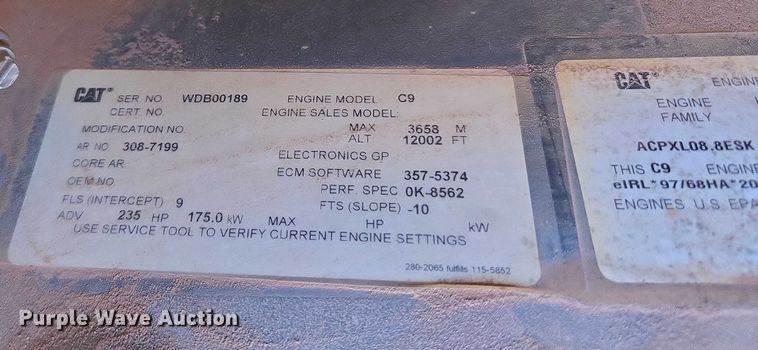 CAT® SER. NO. WDB00189 ENGINE MODEL C9
CERT. NO. ENGINE SALES MODEL:
MODIFICATION NO. MAX 3658 M
ALT 12002 FT
AR NO 308-7199 ELECTRONICS GP
CORE AR. ECM SOFTWARE 357-5374
OEM NO. PERF. SPEC 0K-8562
FLS (INTERCEPT) 9 FTS (SLOPE) -10
ADV 235 HP 175.0 kW MAX HP kW
USE SERVICE TOOL TO VERIFY CURRENT ENGINE SETTINGS
280-2065 fulfills 115-5852
CAT® ENGINE
ENGINE
FAMILY
ACPXL08.8ESK
THIS C9 ENGINE
eIRL*97/68HA*20
ENGINES U.S. EPA
Purple Wave Auction